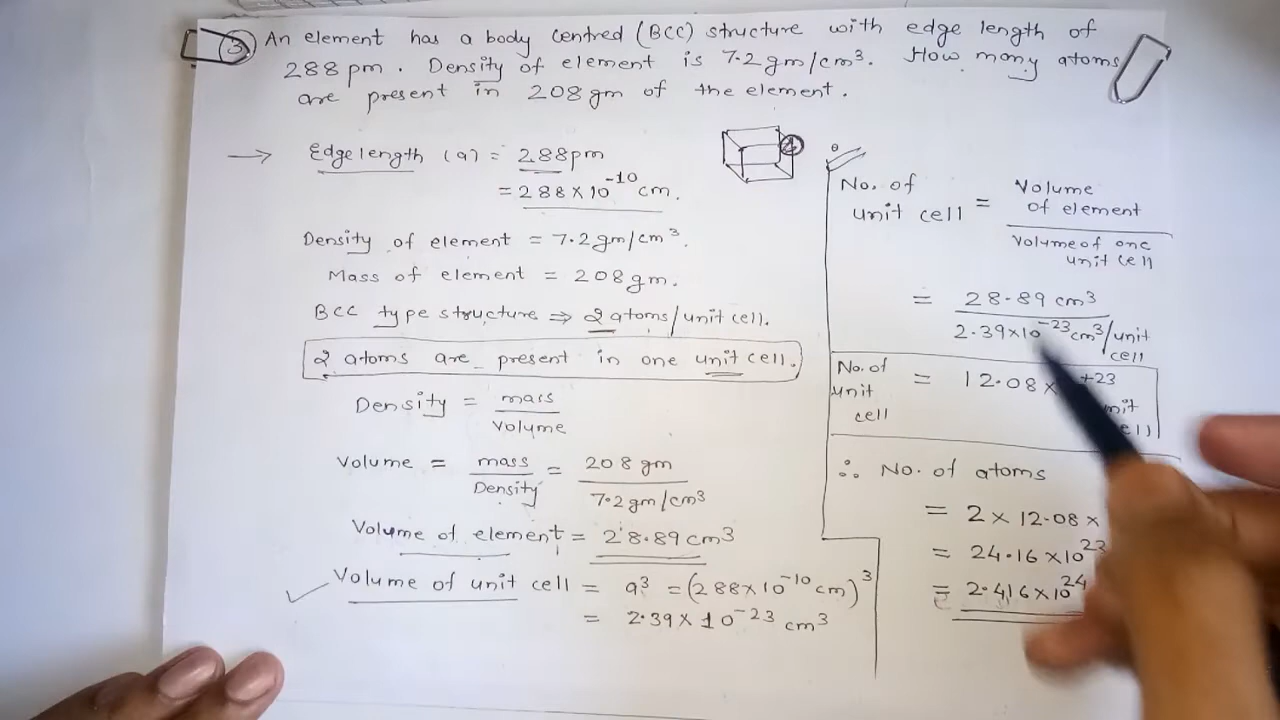 ③ An element has a body centred (BCC) structure with edge length of
288 pm. Density of element is 7.2 gm/cm³. How many atoms
are present in 208 gm of the element.
→ Edge length (a) = 288 pm
= 288 × 10⁻¹⁰ cm.
Density of element = 7.2 gm/cm³.
Mass of element = 208 gm.
BCC type structure ⇒ 2 atoms/unit cell.
2 atoms are present in one unit cell.
Density = mass
volume
Volume = mass = 208 gm
Density 7.2 gm/cm³
Volume of element = 28.89 cm³
Volume of unit cell = a³ = (288 × 10⁻¹⁰ cm)³
= 2.39 × 10⁻²³ cm³
No. of unit cell = Volume of element
Volume of one unit cell
= 28.89 cm³
2.39 × 10⁻²³ cm³/unit cell
No. of unit cell = 12.08 × +23
∴ No. of atoms
= 2 × 12.08 ×
= 24.16 × 10²³
= 2.416 × 10²⁴